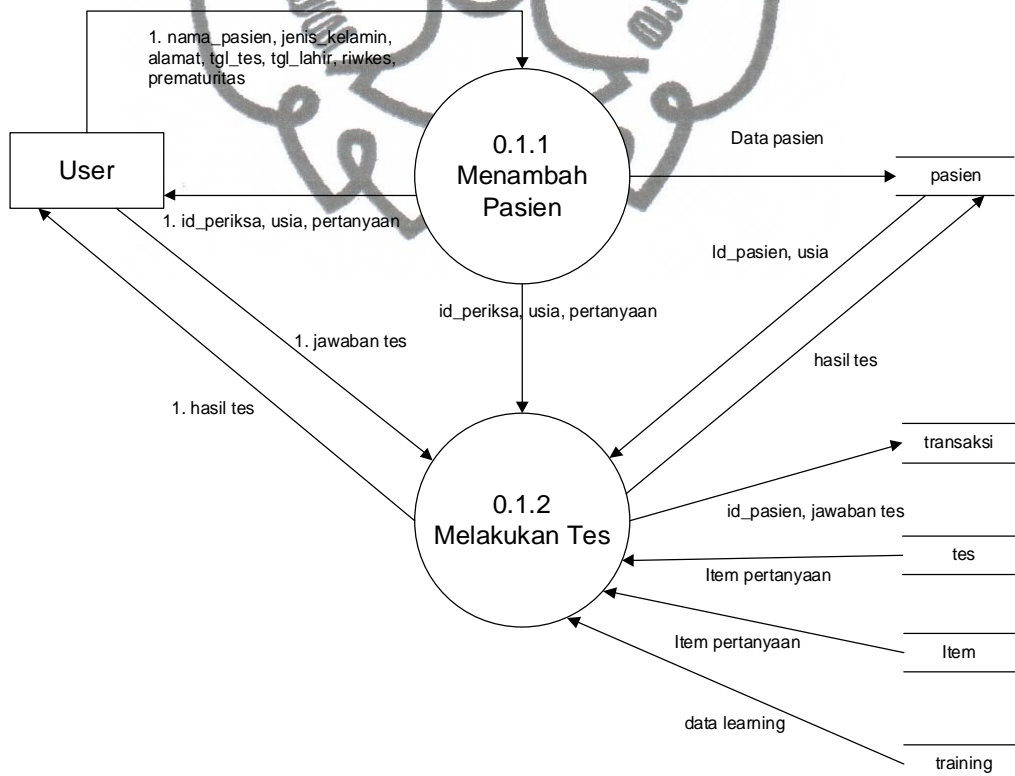 1. nama_pasien, jenis_kelamin,
alamat, tgl_tes, tgl_lahir, riwkes,
prematuritas
User
0.1.1
Menambah
Pasien
Data pasien
pasien
1. id_periksa, usia, pertanyaan
Id_pasien, usia
id_periksa, usia, pertanyaan
1. jawaban tes
hasil tes
1. hasil tes
transaksi
0.1.2
Melakukan Tes
id_pasien, jawaban tes
tes
Item pertanyaan
Item pertanyaan
Item
data learning
training